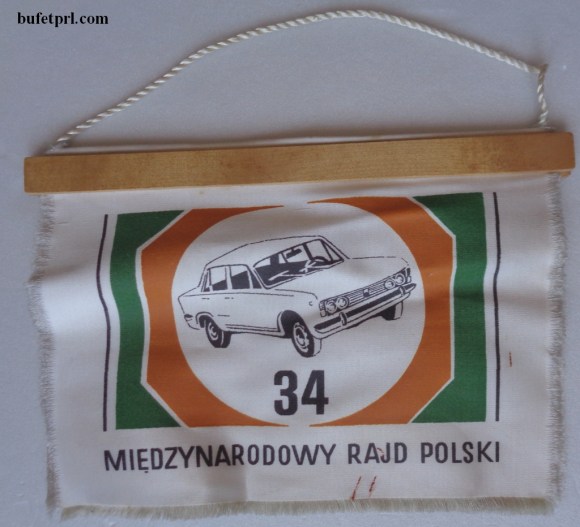 bufetprl.com
34
MIĘDZYNARODOWY RAJD POLSKI